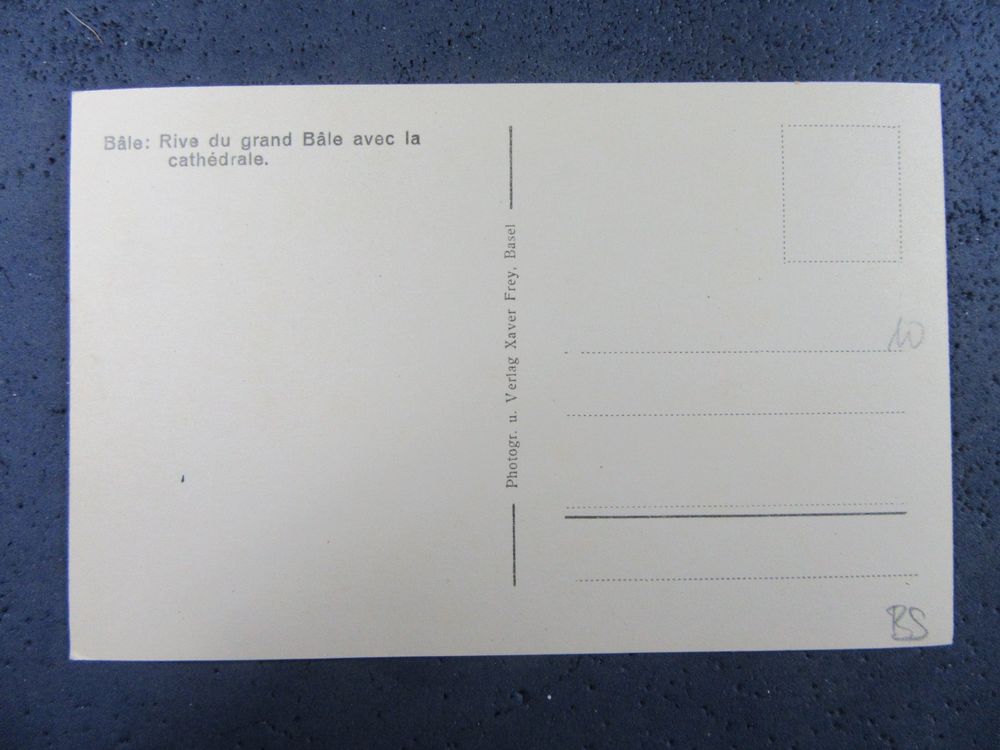 Bâle: Rive du grand Bâle avec la
cathédrale.
Photogr. u. Verlag Xaver Frey, Basel
10
BS